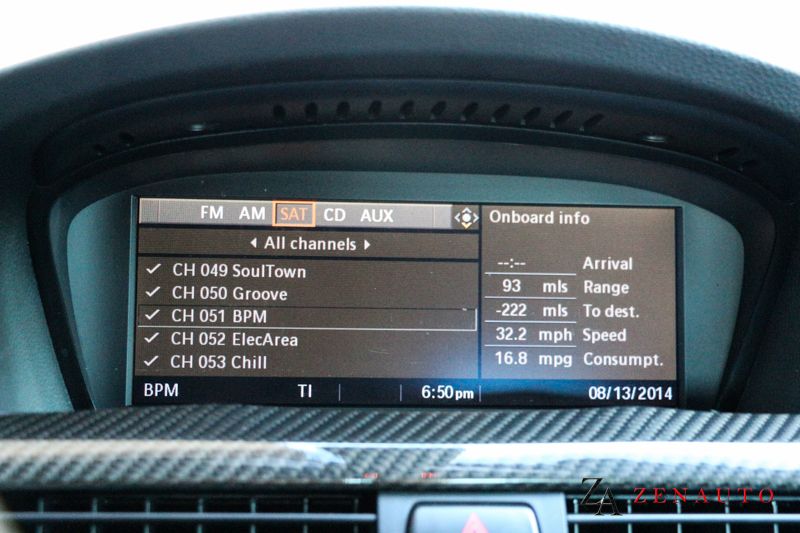 FM AM SAT CD AUX
All channels
CH 049 SoulTown
CH 050 Groove
CH 051 BPM
CH 052 ElecArea
CH 053 Chill
Onboard info
--:-- Arrival
93 mls Range
-222 mls To dest.
32.2 mph Speed
16.8 mpg Consumpt.
BPM TI 6:50pm 08/13/2014
ZA ZENAUTO